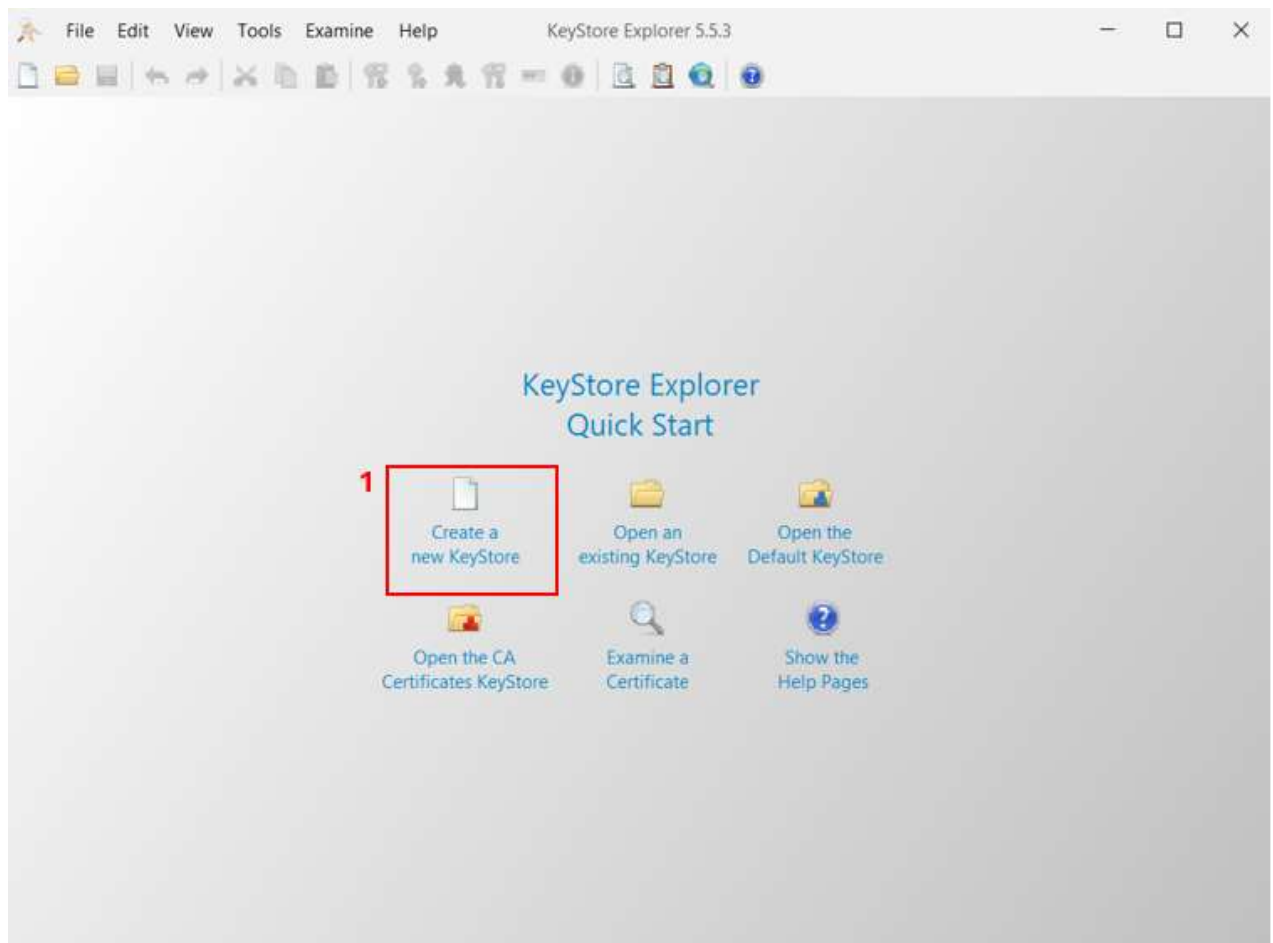 File Edit View Tools Examine Help KeyStore Explorer 5.5.3
KeyStore Explorer
Quick Start
1
Create a
new KeyStore
Open an
existing KeyStore
Open the
Default KeyStore
Open the CA
Certificates KeyStore
Examine a
Certificate
Show the
Help Pages